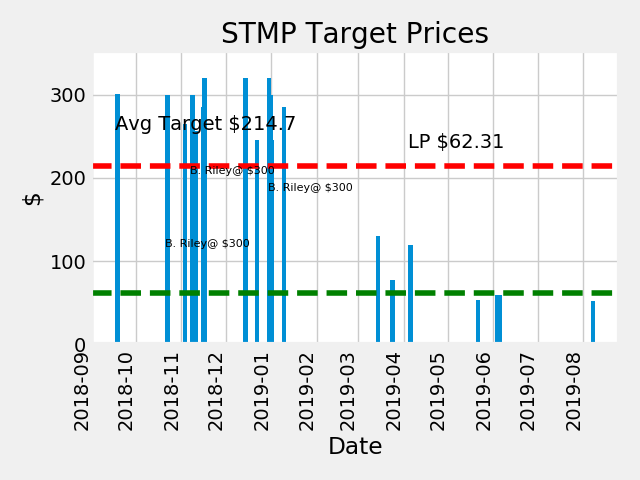 STMP Target Prices
300
Avg Target $214.7
LP $62.31
B. Riley@ $300
200
B. Riley@ $300
B. Riley@ $300
100
0
$
2018-09
2018-10
2018-11
2018-12
2019-01
2019-02
2019-03
2019-04
2019-05
2019-06
2019-07
2019-08
Date